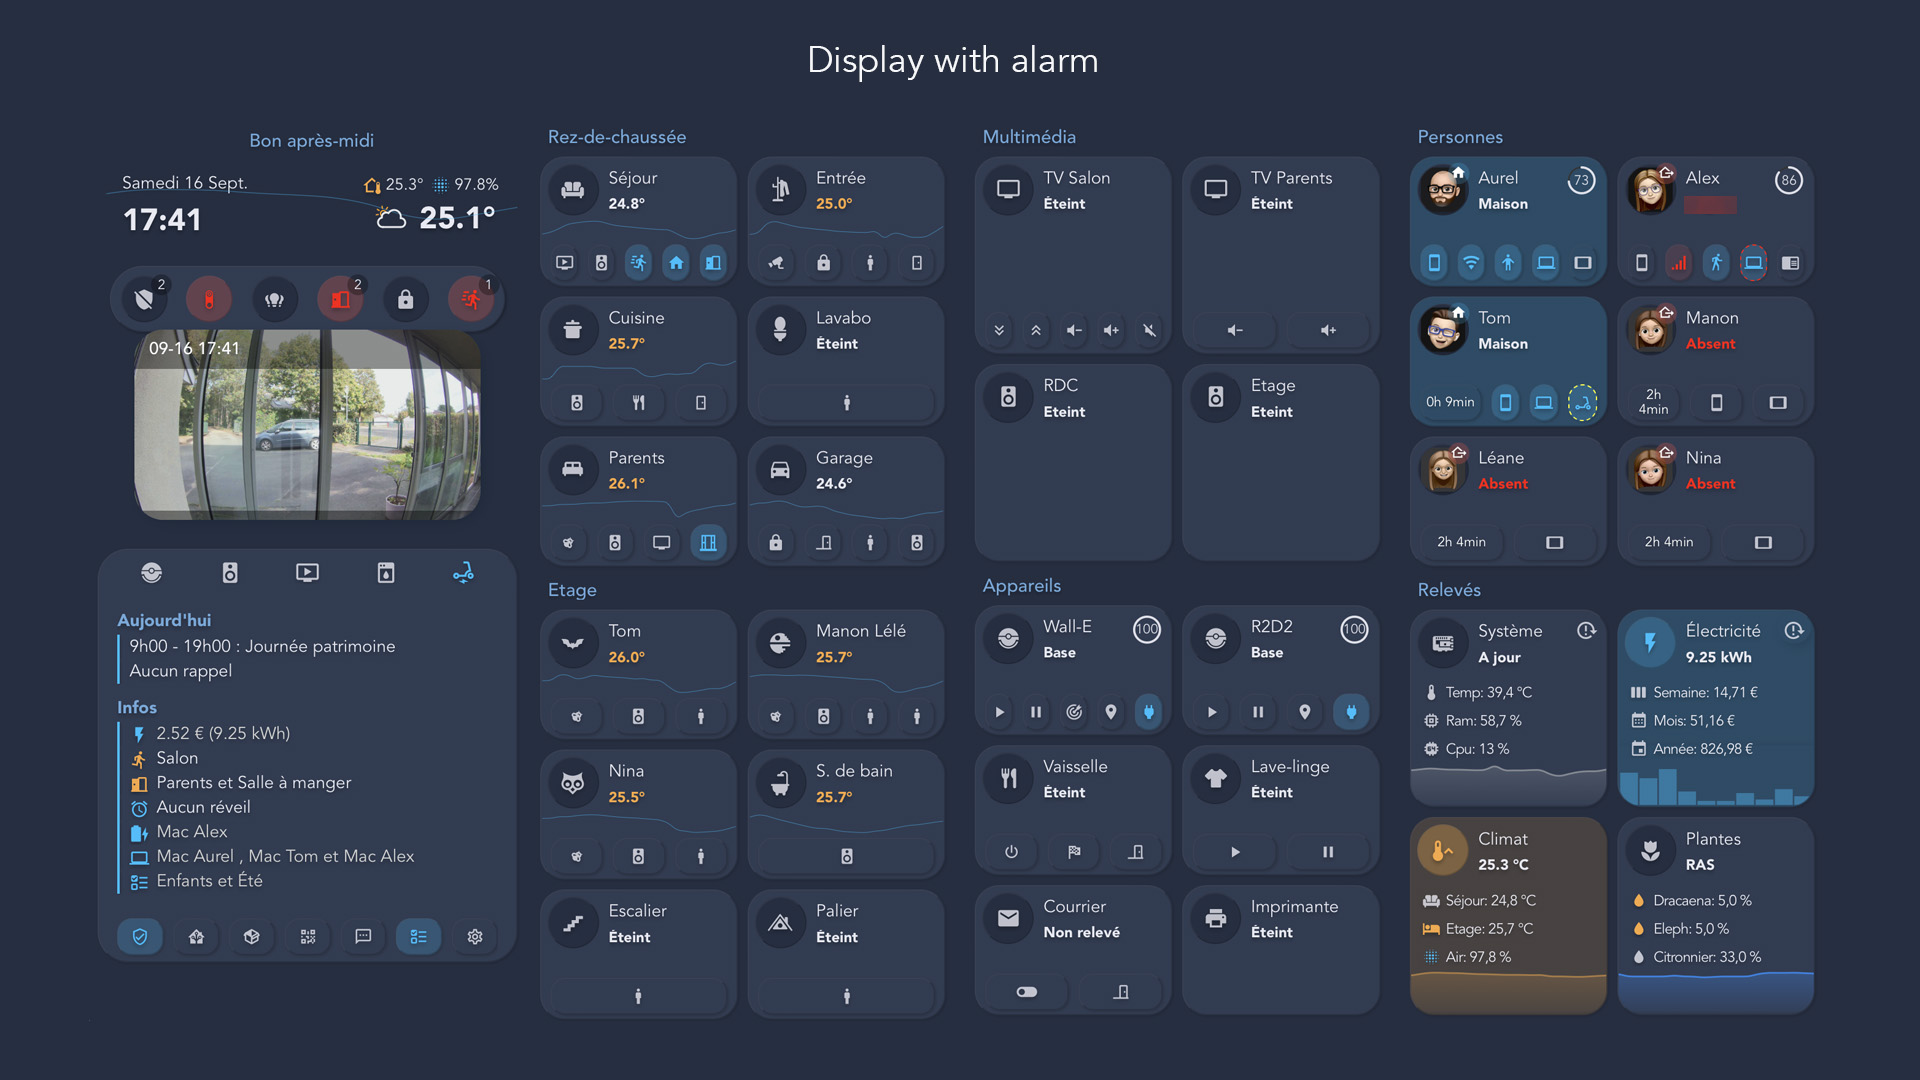 Display with alarm
Bon après-midi
Samedi 16 Sept.
25.3° 97.8%
17:41
25.1°
2
2
1
09-16 17:41
Aujourd'hui
9h00 - 19h00 : Journée patrimoine
Aucun rappel
Infos
2.52 € (9.25 kWh)
Salon
Parents et Salle à manger
Aucun réveil
Mac Alex
Mac Aurel , Mac Tom et Mac Alex
Enfants et Été
Rez-de-chaussée
Séjour
24.8°
Entrée
25.0°
Cuisine
25.7°
Lavabo
Éteint
Parents
26.1°
Garage
24.6°
Etage
Tom
26.0°
Manon Lélé
25.7°
Nina
25.5°
S. de bain
25.7°
Escalier
Éteint
Palier
Éteint
Multimédia
TV Salon
Éteint
TV Parents
Éteint
RDC
Eteint
Etage
Eteint
Appareils
Wall-E
Base
100
R2D2
Base
100
Vaisselle
Éteint
Lave-linge
Éteint
Courrier
Non relevé
Imprimante
Éteint
Personnes
Aurel
Maison
73
Alex
86
Tom
Maison
0h 9min
Manon
Absent
2h
4min
Léane
Absent
2h 4min
Nina
Absent
2h 4min
Relevés
Système
A jour
Temp: 39,4 °C
Ram: 58,7 %
Cpu: 13 %
Électricité
9.25 kWh
Semaine: 14,71 €
Mois: 51,16 €
Année: 826,98 €
Climat
25.3 °C
Séjour: 24,8 °C
Etage: 25,7 °C
Air: 97,8 %
Plantes
RAS
Dracaena: 5,0 %
Eleph: 5,0 %
Citronnier: 33,0 %